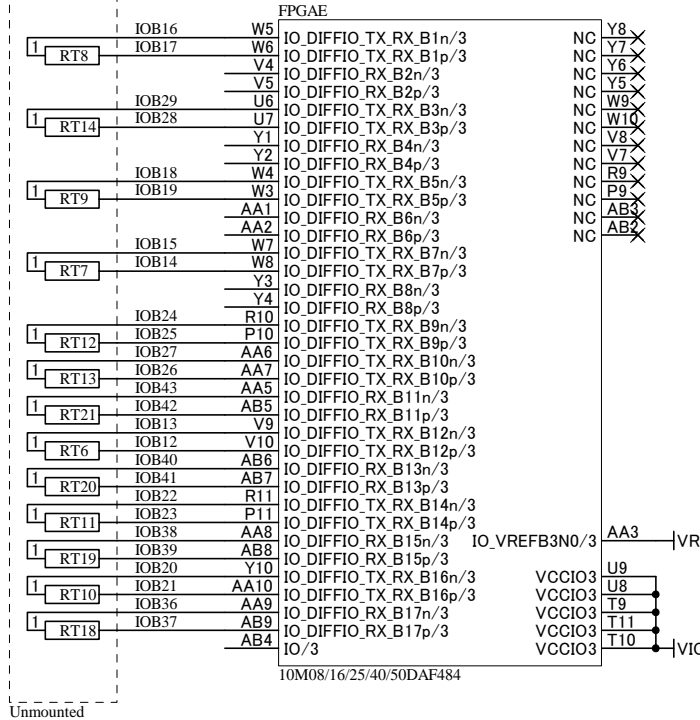 FPGAE
IOB16 W5 IO_DIFFIO_TX_RX_B1n/3 NC Y8
1 RT8 IOB17 W6 IO_DIFFIO_TX_RX_B1p/3 NC Y7
V4 IO_DIFFIO_RX_B2n/3 NC Y6
V5 IO_DIFFIO_RX_B2p/3 NC Y5
IOB29 U6 IO_DIFFIO_TX_RX_B3n/3 NC W9
1 RT14 IOB28 U7 IO_DIFFIO_TX_RX_B3p/3 NC W10
Y1 IO_DIFFIO_RX_B4n/3 NC V8
Y2 IO_DIFFIO_RX_B4p/3 NC V7
IOB18 W4 IO_DIFFIO_TX_RX_B5n/3 NC R9
1 RT9 IOB19 W3 IO_DIFFIO_TX_RX_B5p/3 NC P9
AA1 IO_DIFFIO_RX_B6n/3 NC AB3
AA2 IO_DIFFIO_RX_B6p/3 NC AB2
IOB15 W7 IO_DIFFIO_TX_RX_B7n/3
1 RT7 IOB14 W8 IO_DIFFIO_TX_RX_B7p/3
Y3 IO_DIFFIO_RX_B8n/3
Y4 IO_DIFFIO_RX_B8p/3
IOB24 R10 IO_DIFFIO_TX_RX_B9n/3
1 RT12 IOB25 P10 IO_DIFFIO_TX_RX_B9p/3
IOB27 AA6 IO_DIFFIO_TX_RX_B10n/3
1 RT13 IOB26 AA7 IO_DIFFIO_TX_RX_B10p/3
IOB43 AA5 IO_DIFFIO_RX_B11n/3
1 RT21 IOB42 AB5 IO_DIFFIO_RX_B11p/3
IOB13 V9 IO_DIFFIO_TX_RX_B12n/3
1 RT6 IOB12 V10 IO_DIFFIO_TX_RX_B12p/3
IOB40 AB6 IO_DIFFIO_RX_B13n/3
1 RT20 IOB41 AB7 IO_DIFFIO_RX_B13p/3
IOB22 R11 IO_DIFFIO_TX_RX_B14n/3
1 RT11 IOB23 P11 IO_DIFFIO_TX_RX_B14p/3
IOB38 AA8 IO_DIFFIO_RX_B15n/3 IO_VREFB3N0/3 AA3 VR
1 RT19 IOB39 AB8 IO_DIFFIO_RX_B15p/3
IOB20 Y10 IO_DIFFIO_TX_RX_B16n/3 VCCIO3 U9
1 RT10 IOB21 AA10 IO_DIFFIO_TX_RX_B16p/3 VCCIO3 U8
IOB36 AA9 IO_DIFFIO_RX_B17n/3 VCCIO3 T9
1 RT18 IOB37 AB9 IO_DIFFIO_RX_B17p/3 VCCIO3 T11
AB4 IO/3 VCCIO3 T10 VIO
10M08/16/25/40/50DAF484
Unmounted